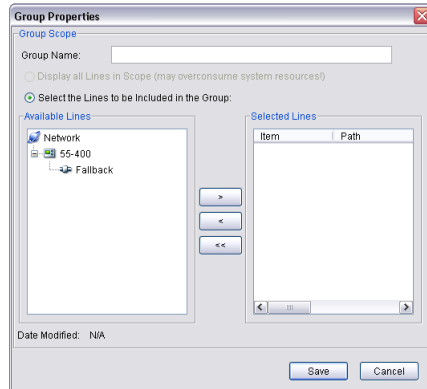 Group Properties
Group Scope
Group Name:
Display all Lines in Scope (may overconsume system resources!)
Select the Lines to be Included in the Group:
Available Lines
Network
55-400
Fallback
>
<
<<
Selected Lines
Item Path
Date Modified: N/A
Save Cancel